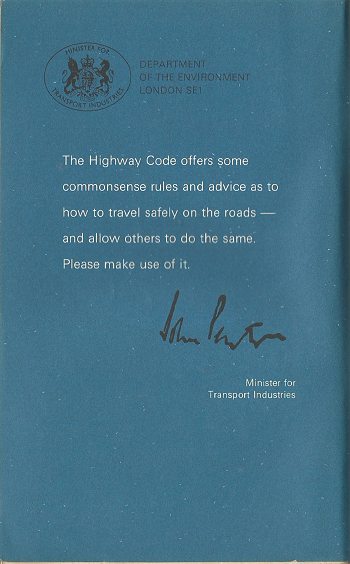 MINISTER FOR
TRANSPORT INDUSTRIES
DEPARTMENT
OF THE ENVIRONMENT
LONDON SE1
The Highway Code offers some
commonsense rules and advice as to
how to travel safely on the roads —
and allow others to do the same.
Please make use of it.
John Peyton
Minister for
Transport Industries